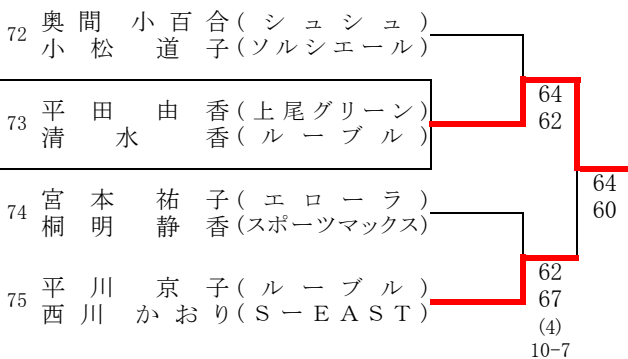 72 奥間 小百合(シュシュ)
小松 道子(ソルシエール)
73 平田 由香(上尾グリーン)
清水 香(ルーブル)
64
62
64
60
74 宮本 祐子(エローラ)
桐明 静香(スポーツマックス)
75 平川 京子(ルーブル)
西川 かおり(S－EAST)
62
67
(4)
10-7